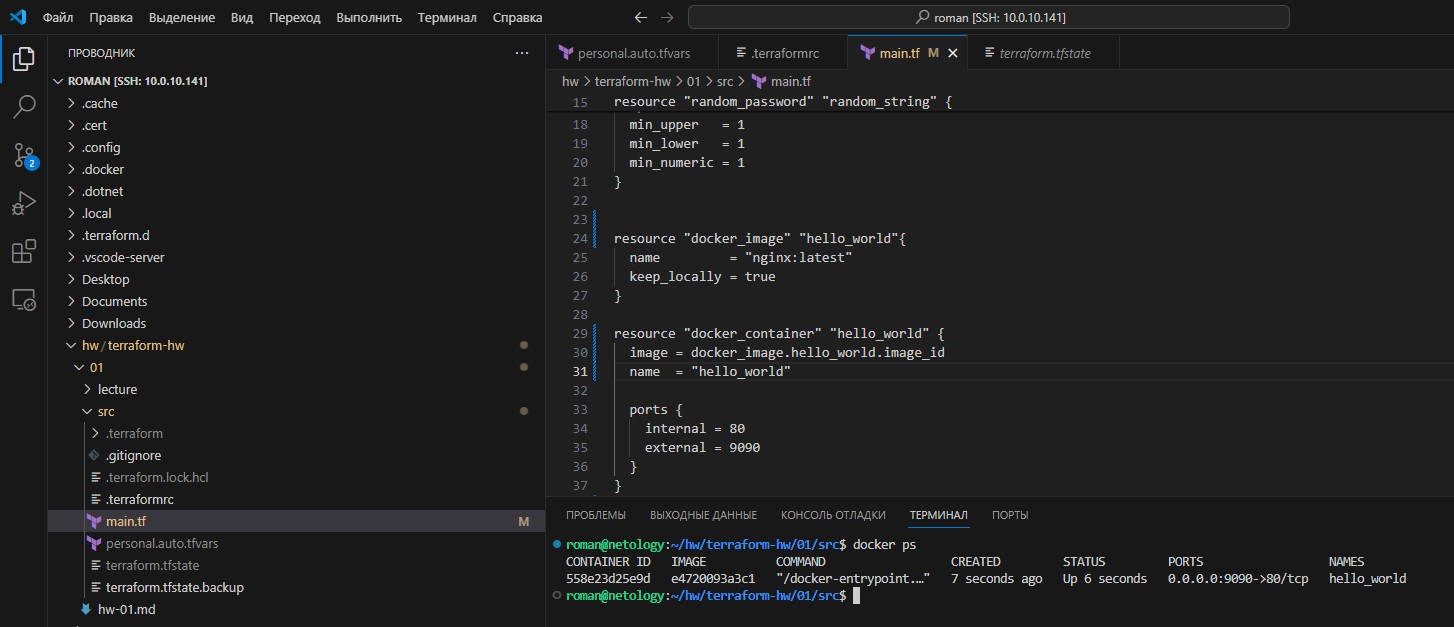 Файл Правка Выделение Вид Переход Выполнить Терминал Справка
roman [SSH: 10.0.10.141]
ПРОВОДНИК
ROMAN [SSH: 10.0.10.141]
.cache
.cert
.config
.docker
.dotnet
.local
.terraform.d
.vscode-server
Desktop
Documents
Downloads
hw / terraform-hw
01
lecture
src
.terraform
.gitignore
.terraform.lock.hcl
.terraformrc
main.tf M
personal.auto.tfvars
terraform.tfstate
terraform.tfstate.backup
hw-01.md
2
personal.auto.tfvars .terraformrc main.tf M terraform.tfstate
hw > terraform-hw > 01 > src > main.tf
15 resource "random_password" "random_string" {
18 min_upper = 1
19 min_lower = 1
20 min_numeric = 1
21 }
22
23
24 resource "docker_image" "hello_world"{
25 name = "nginx:latest"
26 keep_locally = true
27 }
28
29 resource "docker_container" "hello_world" {
30 image = docker_image.hello_world.image_id
31 name = "hello_world"
32
33 ports {
34 internal = 80
35 external = 9090
36 }
37 }
ПРОБЛЕМЫ ВЫХОДНЫЕ ДАННЫЕ КОНСОЛЬ ОТЛАДКИ ТЕРМИНАЛ ПОРТЫ
roman@netology:~/hw/terraform-hw/01/src$ docker ps
CONTAINER ID IMAGE COMMAND CREATED STATUS PORTS NAMES
558e23d25e9d e4720093a3c1 "/docker-entrypoint.…" 7 seconds ago Up 6 seconds 0.0.0.0:9090->80/tcp hello_world
roman@netology:~/hw/terraform-hw/01/src$